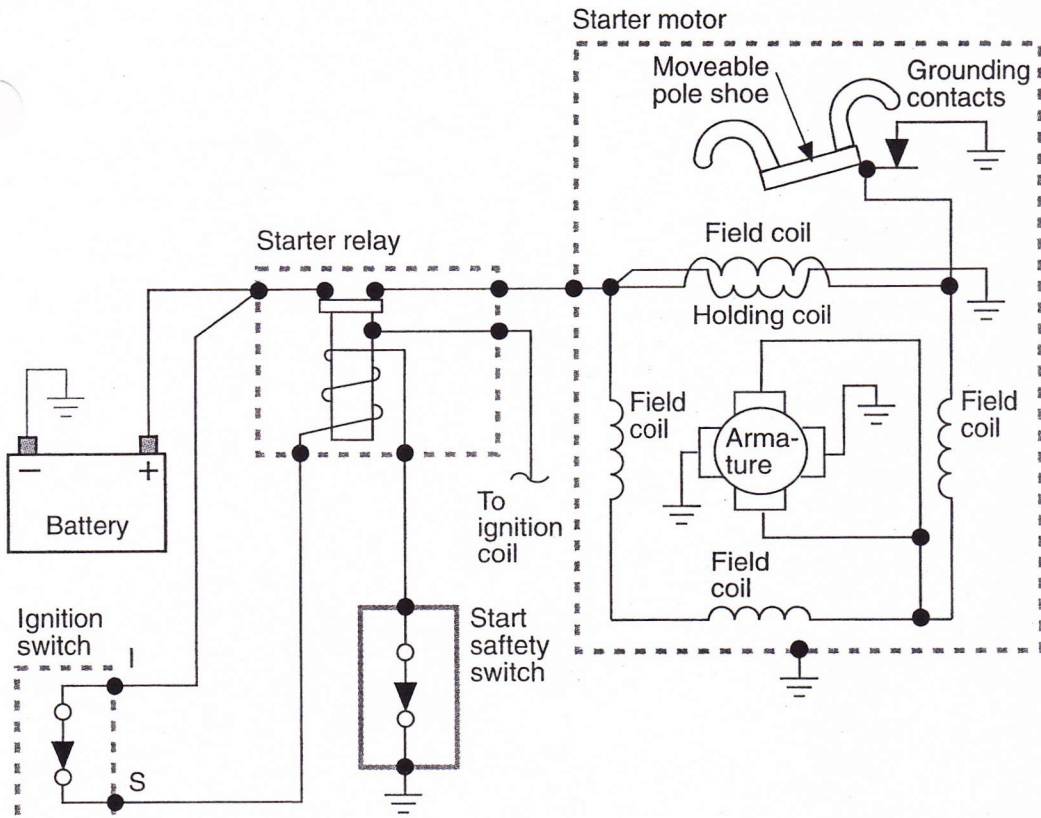 Starter motor
Moveable
pole shoe
Grounding
contacts
Starter relay
Field coil
Holding coil
Field
coil
Arma-
ture
Field
coil
Battery
To
ignition
coil
Field
coil
Ignition
switch
I
S
Start
saftety
switch